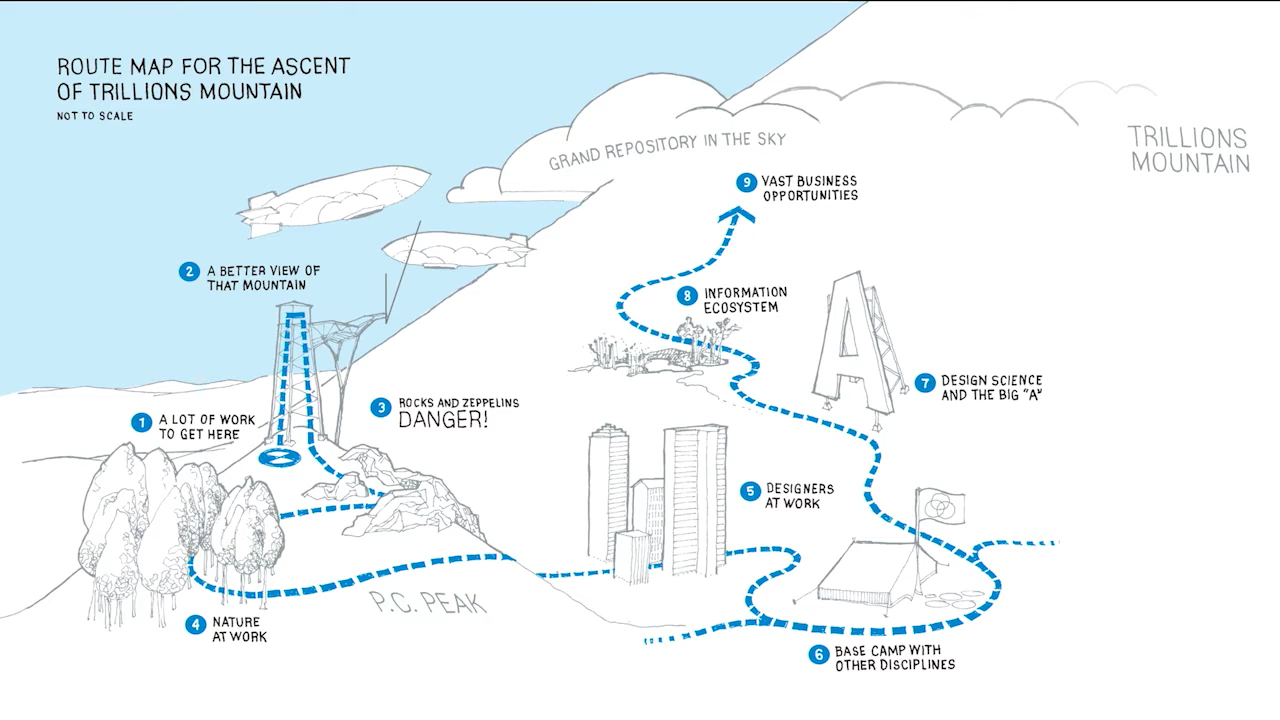 ROUTE MAP FOR THE ASCENT
OF TRILLIONS MOUNTAIN
NOT TO SCALE
GRAND REPOSITORY IN THE SKY
TRILLIONS
MOUNTAIN
9 VAST BUSINESS
OPPORTUNITIES
2 A BETTER VIEW OF
THAT MOUNTAIN
8 INFORMATION
ECOSYSTEM
A
7 DESIGN SCIENCE
AND THE BIG "A"
3 ROCKS AND ZEPPELINS
DANGER!
1 A LOT OF WORK
TO GET HERE
5 DESIGNERS
AT WORK
P.C. PEAK
4 NATURE
AT WORK
6 BASE CAMP WITH
OTHER DISCIPLINES